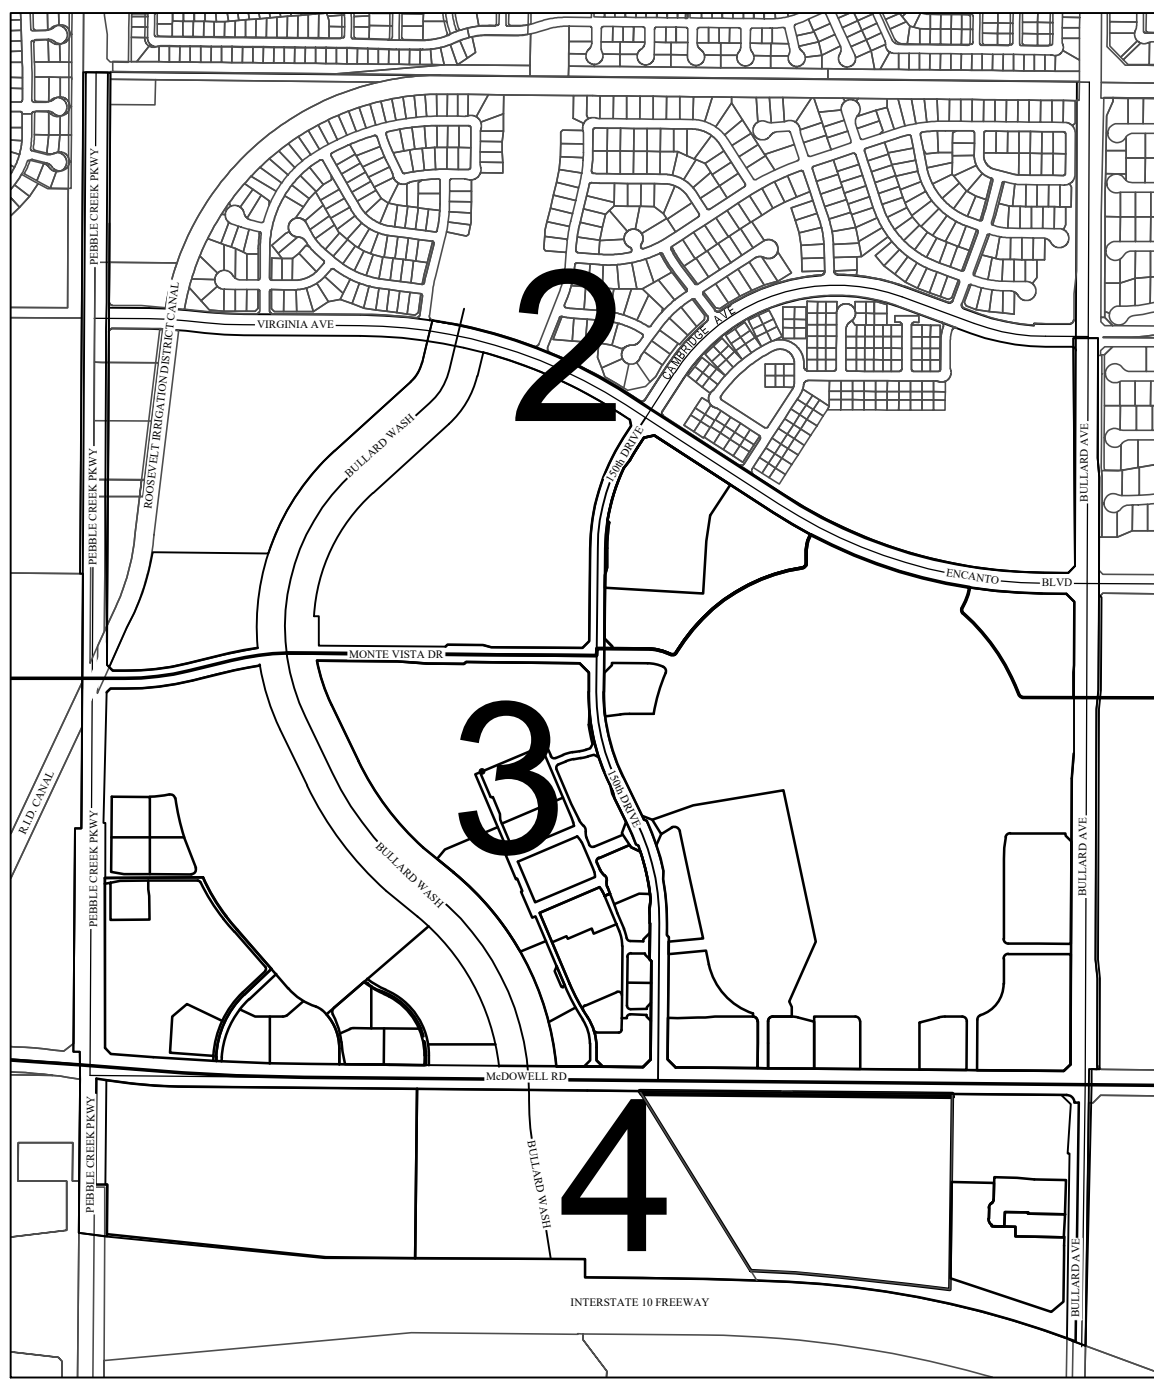 PEBBLE CREEK PKWY
ROOSEVELT IRRIGATION DISTRICT CANAL
VIRGINIA AVE
2
CAMBRIDGE AVE
BULLARD WASH
150th DRIVE
PEBBLE CREEK PKWY
BULLARD AVE
ENCANTO BLVD
MONTE VISTA DR
3
R.I.D. CANAL
PEBBLE CREEK PKWY
150th DRIVE
BULLARD WASH
BULLARD AVE
McDOWELL RD
4
PEBBLE CREEK PKWY
BULLARD WASH
BULLARD AVE
INTERSTATE 10 FREEWAY